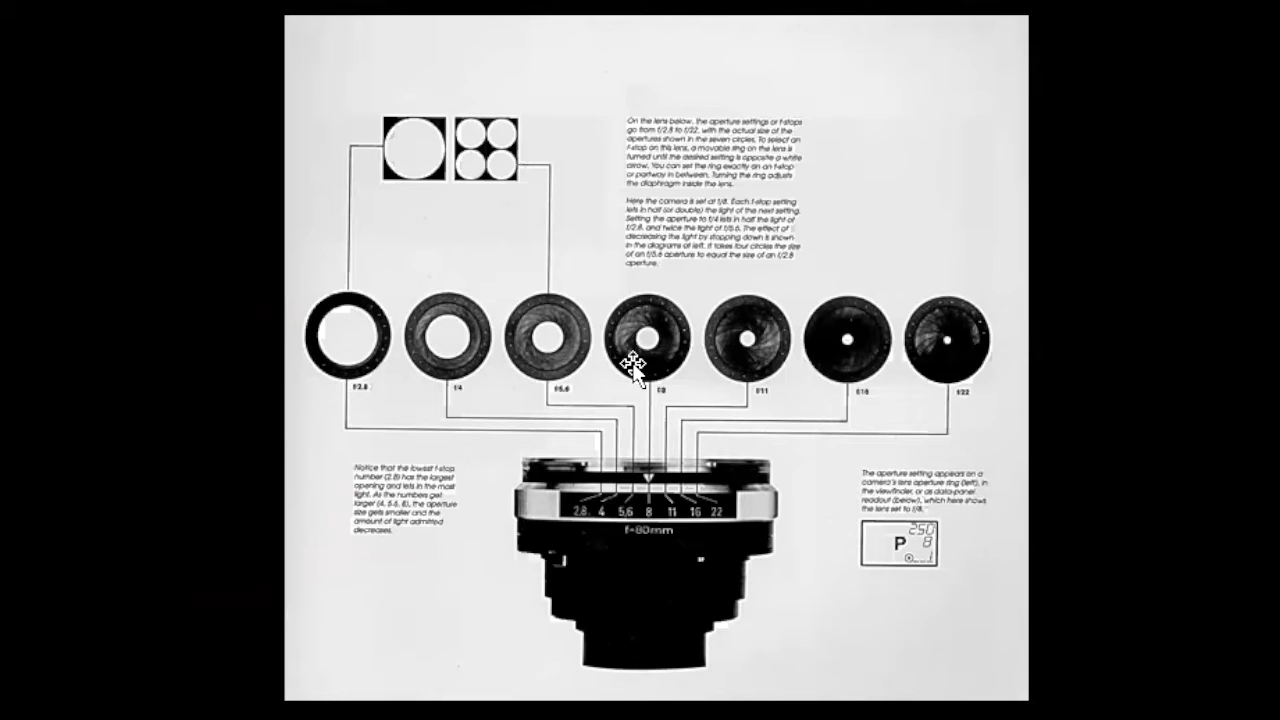 On the lens below, the aperture settings or f-stops
go from f/2.8 to f/22, with the actual size of the
apertures shown in the seven circles. To select an
f-stop on this lens, a movable ring on the lens is
turned until the desired setting is opposite a white
arrow. You can set the ring exactly on an f-stop
or partway in between. Turning the ring adjusts
the diaphragm inside the lens.
Here the camera is set at f/8. Each f-stop setting
lets in half (or double) the light of the next setting.
Setting the aperture to f/4 lets in half the light of
f/2.8, and twice the light of f/5.6. The effect of
decreasing the light by stopping down is shown
in the diagrams at left. It takes four circles the size
of an f/5.6 aperture to equal the size of an f/2.8
aperture.
f/2.8
f/4
f/5.6
f/8
f/11
f/16
f/22
Notice that the lowest f-stop
number (2.8) has the largest
opening and lets in the most
light. As the numbers get
larger (4, 5.6, 8), the aperture
size gets smaller and the
amount of light admitted
decreases.
2,8 4 5,6 8 11 16 22
f=80mm
The aperture setting appears on a
camera's lens aperture ring (left), in
the viewfinder, or as data-panel
readout (below), which here shows
the lens set to f/8.
250
P 8